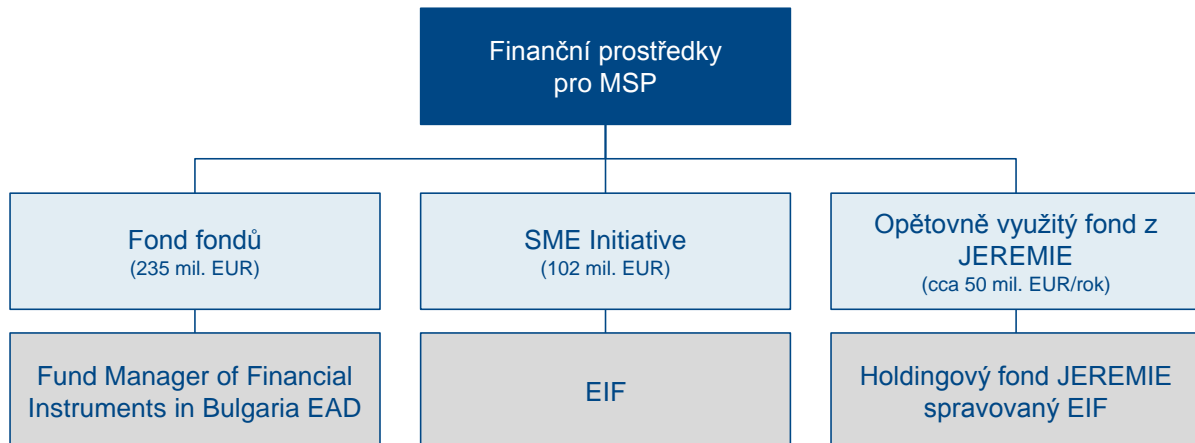 Finanční prostředky
pro MSP
Fond fondů
(235 mil. EUR)
SME Initiative
(102 mil. EUR)
Opětovně využitý fond z
JEREMIE
(cca 50 mil. EUR/rok)
Fund Manager of Financial
Instruments in Bulgaria EAD
EIF
Holdingový fond JEREMIE
spravovaný EIF